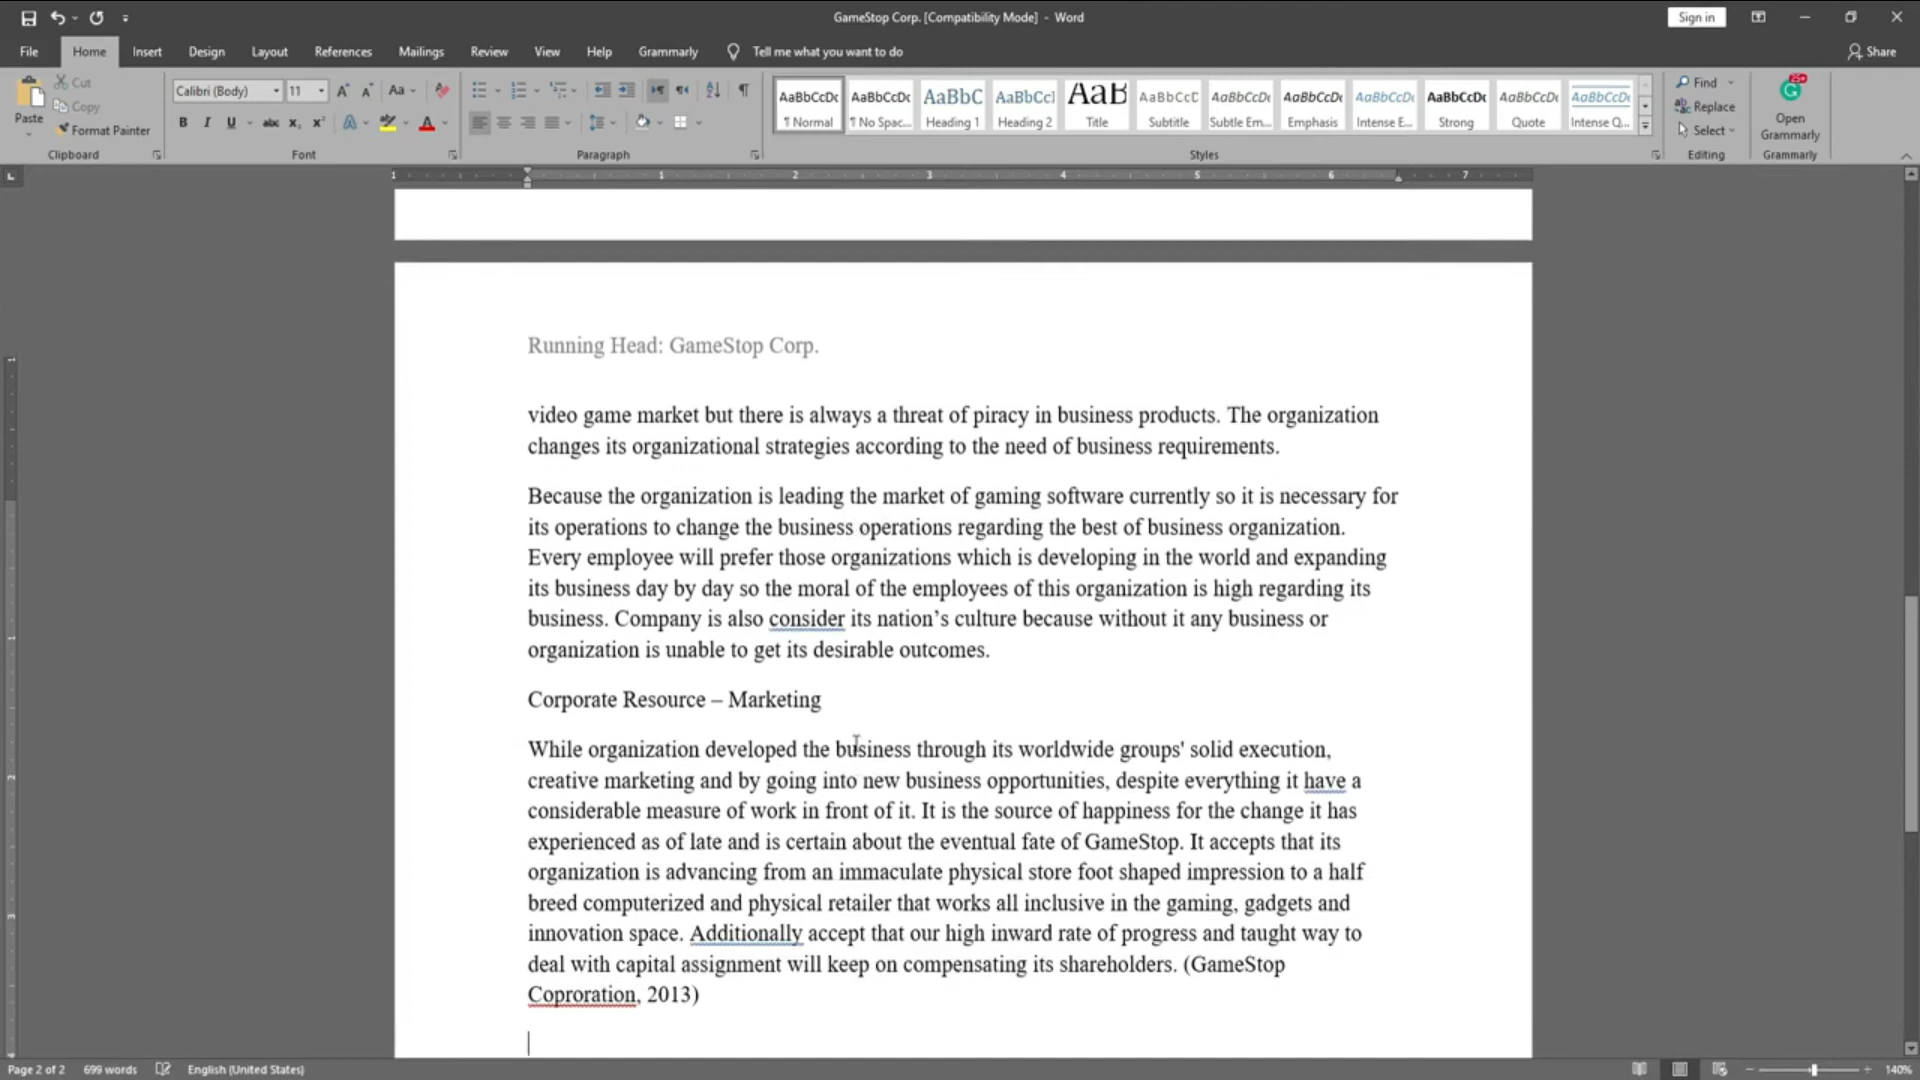 GameStop Corp. [Compatibility Mode] - Word
Sign in
File Home Insert Design Layout References Mailings Review View Help Grammarly Tell me what you want to do
Share
Paste
Cut
Copy
Format Painter
Clipboard
Calibri (Body) 11
Font
Paragraph
AaBbCcDc ¶ Normal
AaBbCcDc ¶ No Spac...
AaBbC Heading 1
AaBbCcI Heading 2
AaB Title
AaBbCcD Subtitle
AaBbCcDc Subtle Em...
AaBbCcDc Emphasis
AaBbCcDc Intense E...
AaBbCcDc Strong
AaBbCcDc Quote
AaBbCcDc Intense Q...
Styles
Find
Replace
Select
Editing
25+
Open Grammarly
Grammarly
1 1 2 3 4 5 6 7
Running Head: GameStop Corp.
video game market but there is always a threat of piracy in business products. The organization
changes its organizational strategies according to the need of business requirements.
Because the organization is leading the market of gaming software currently so it is necessary for
its operations to change the business operations regarding the best of business organization.
Every employee will prefer those organizations which is developing in the world and expanding
its business day by day so the moral of the employees of this organization is high regarding its
business. Company is also consider its nation’s culture because without it any business or
organization is unable to get its desirable outcomes.
Corporate Resource – Marketing
While organization developed the business through its worldwide groups' solid execution,
creative marketing and by going into new business opportunities, despite everything it have a
considerable measure of work in front of it. It is the source of happiness for the change it has
experienced as of late and is certain about the eventual fate of GameStop. It accepts that its
organization is advancing from an immaculate physical store foot shaped impression to a half
breed computerized and physical retailer that works all inclusive in the gaming, gadgets and
innovation space. Additionally accept that our high inward rate of progress and taught way to
deal with capital assignment will keep on compensating its shareholders. (GameStop
Coproration, 2013)
Page 2 of 2 699 words English (United States)
140%